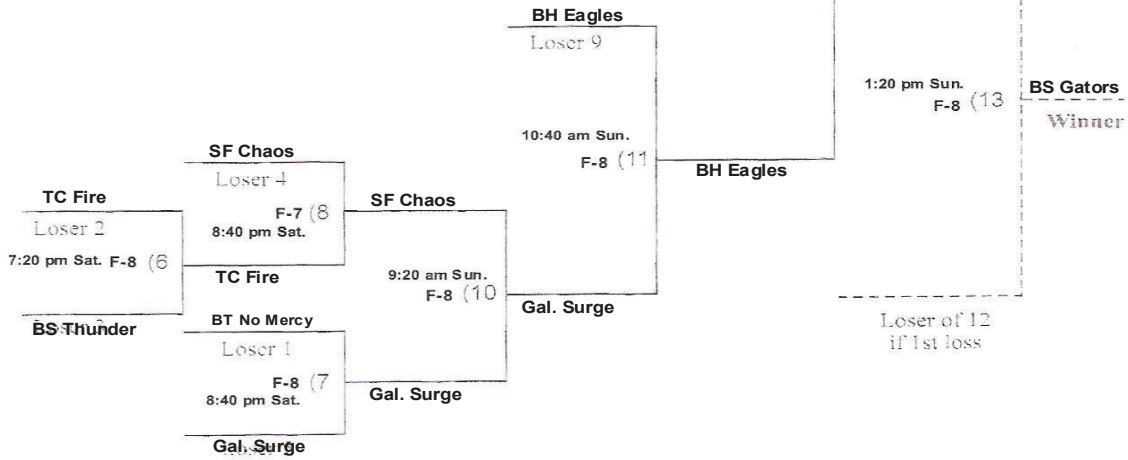 BH Eagles
Loser 9
1:20 pm Sun.
F-8 (13
BS Gators
Winner
10:40 am Sun.
F-8 (11
BH Eagles
SF Chaos
Loser 4
F-7 (8
8:40 pm Sat.
SF Chaos
TC Fire
Loser 2
7:20 pm Sat. F-8 (6
TC Fire
BS Thunder
9:20 am Sun.
F-8 (10
Gal. Surge
BT No Mercy
Loser 1
F-8 (7
8:40 pm Sat.
Gal. Surge
Gal. Surge
Loser of 12
if 1st loss